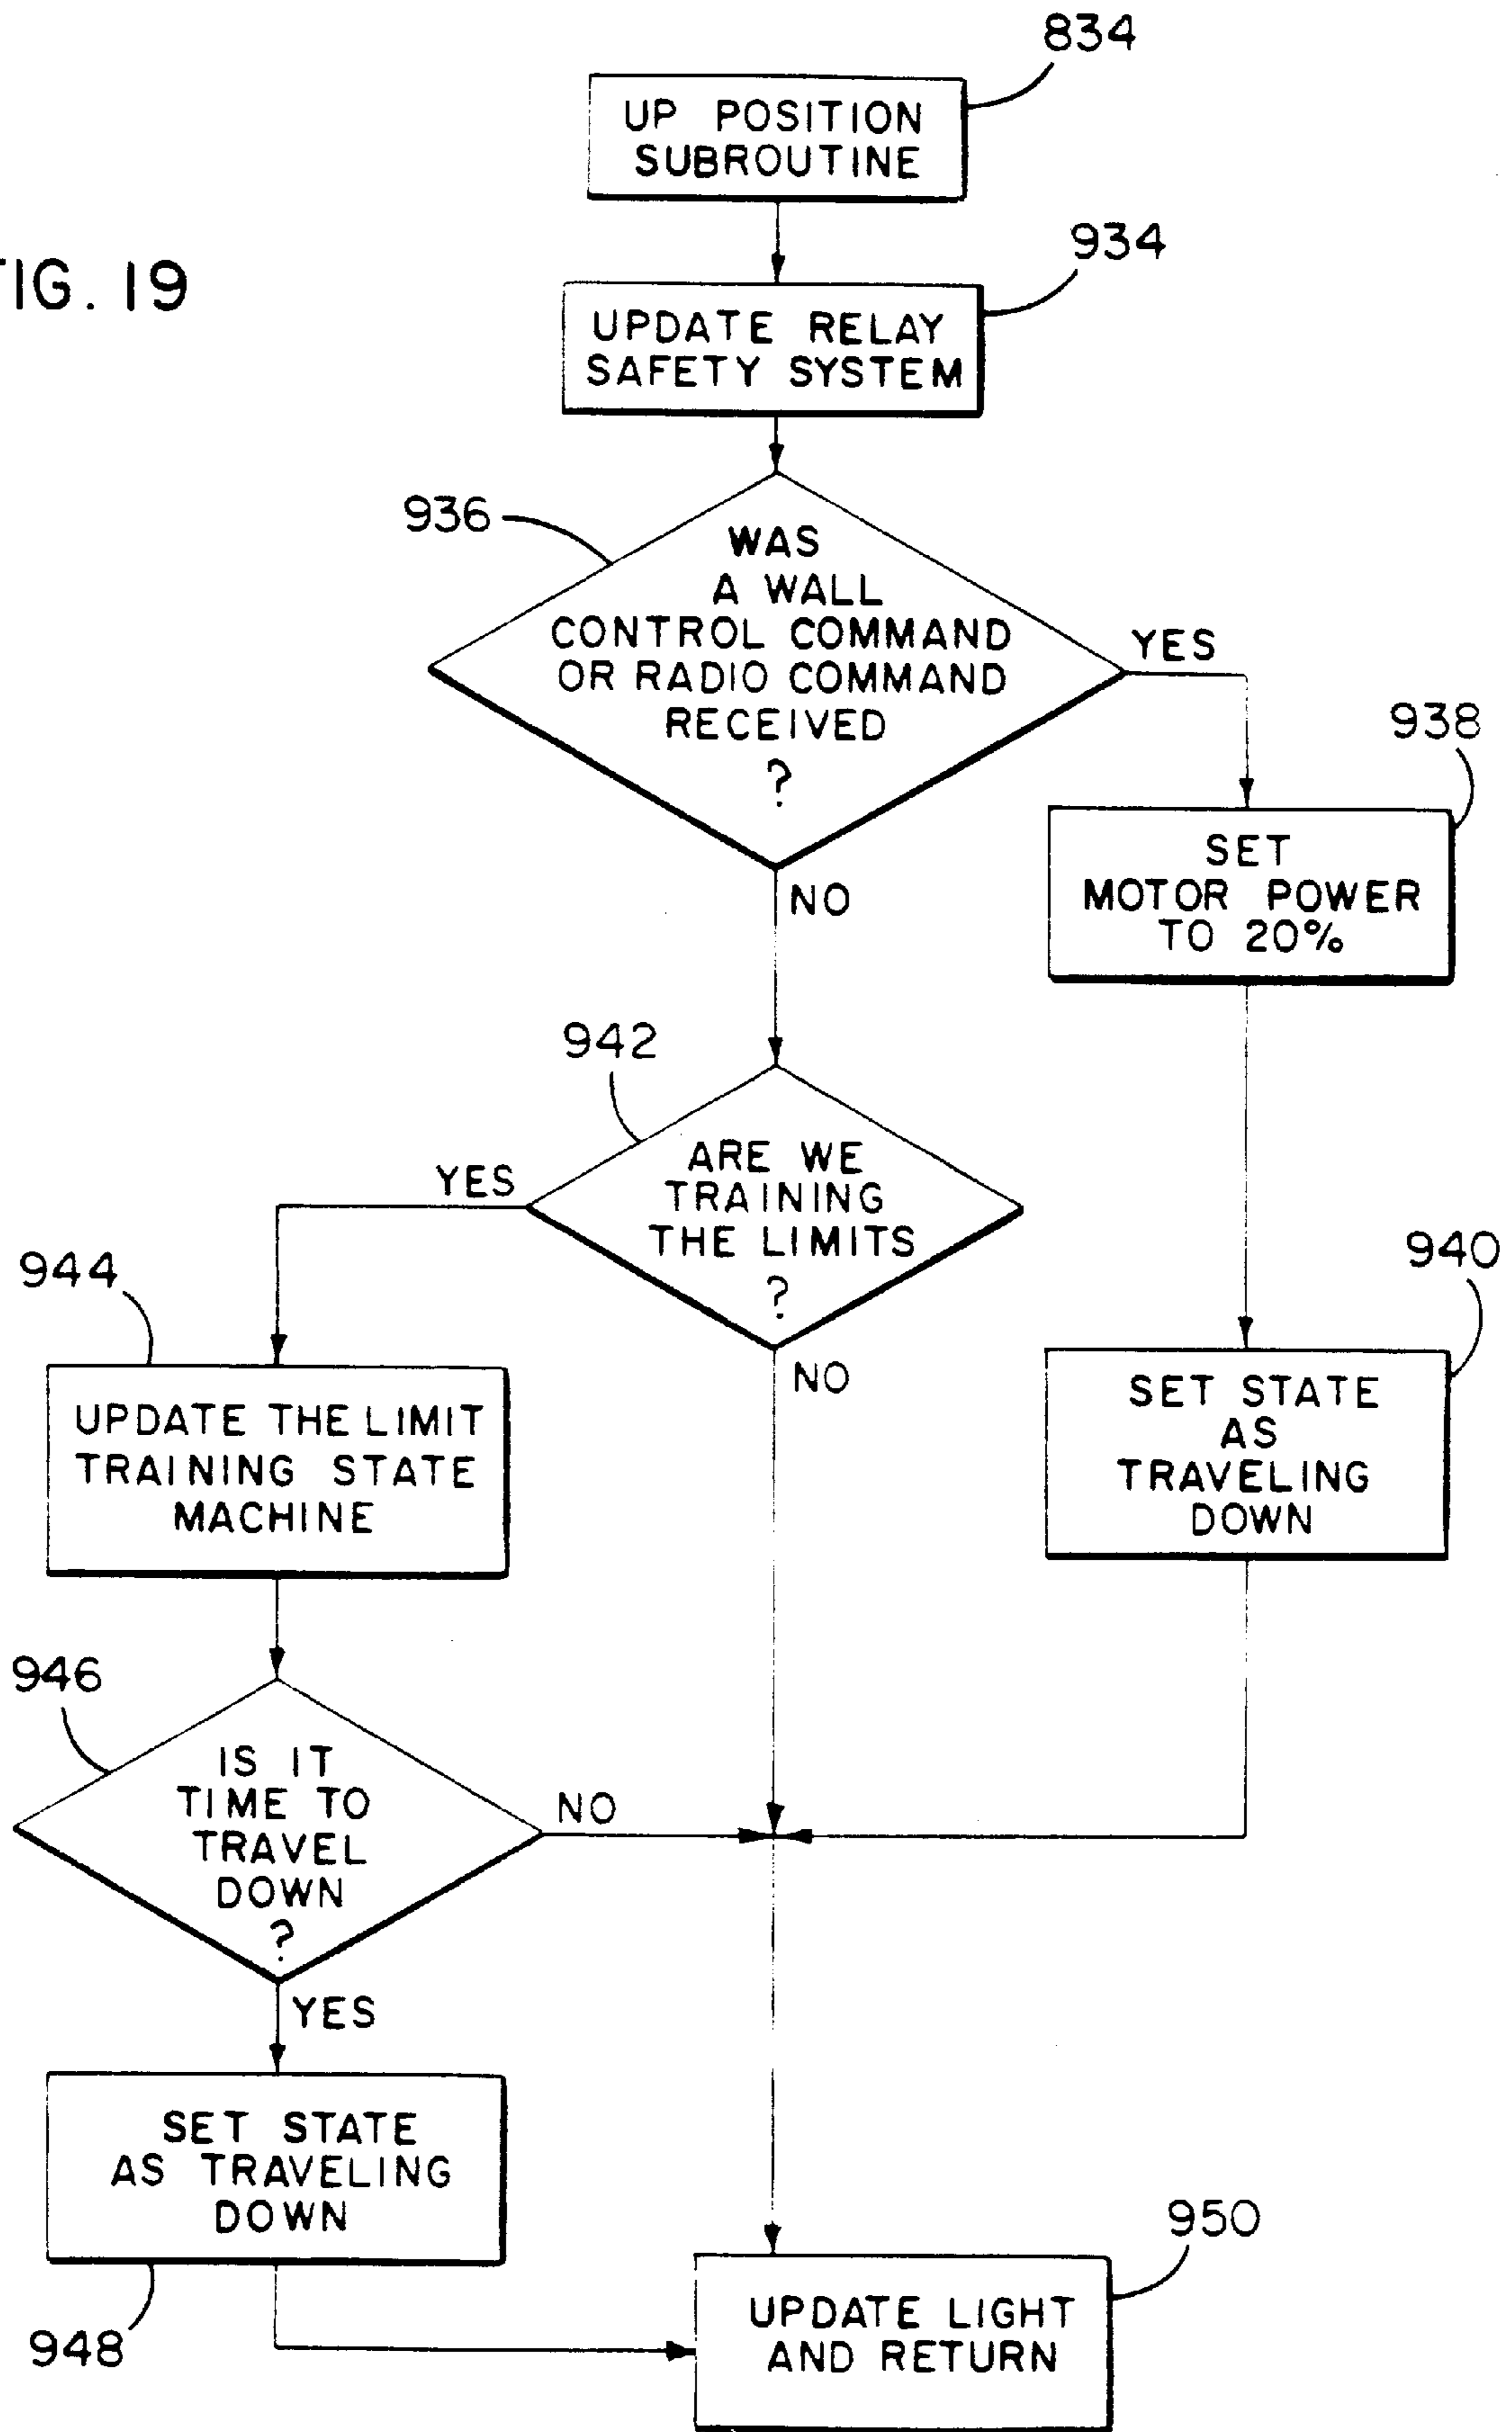 834
UP POSITION
SUBROUTINE
FIG. 19
934
UPDATE RELAY
SAFETY SYSTEM
936
WAS
A WALL
CONTROL COMMAND
OR RADIO COMMAND
RECEIVED
?
YES
NO
938
SET
MOTOR POWER
TO 20%
942
ARE WE
TRAINING
THE LIMITS
?
YES
NO
940
SET STATE
AS
TRAVELING
DOWN
944
UPDATE THE LIMIT
TRAINING STATE
MACHINE
946
IS IT
TIME TO
TRAVEL
DOWN
?
NO
YES
SET STATE
AS TRAVELING
DOWN
948
950
UPDATE LIGHT
AND RETURN